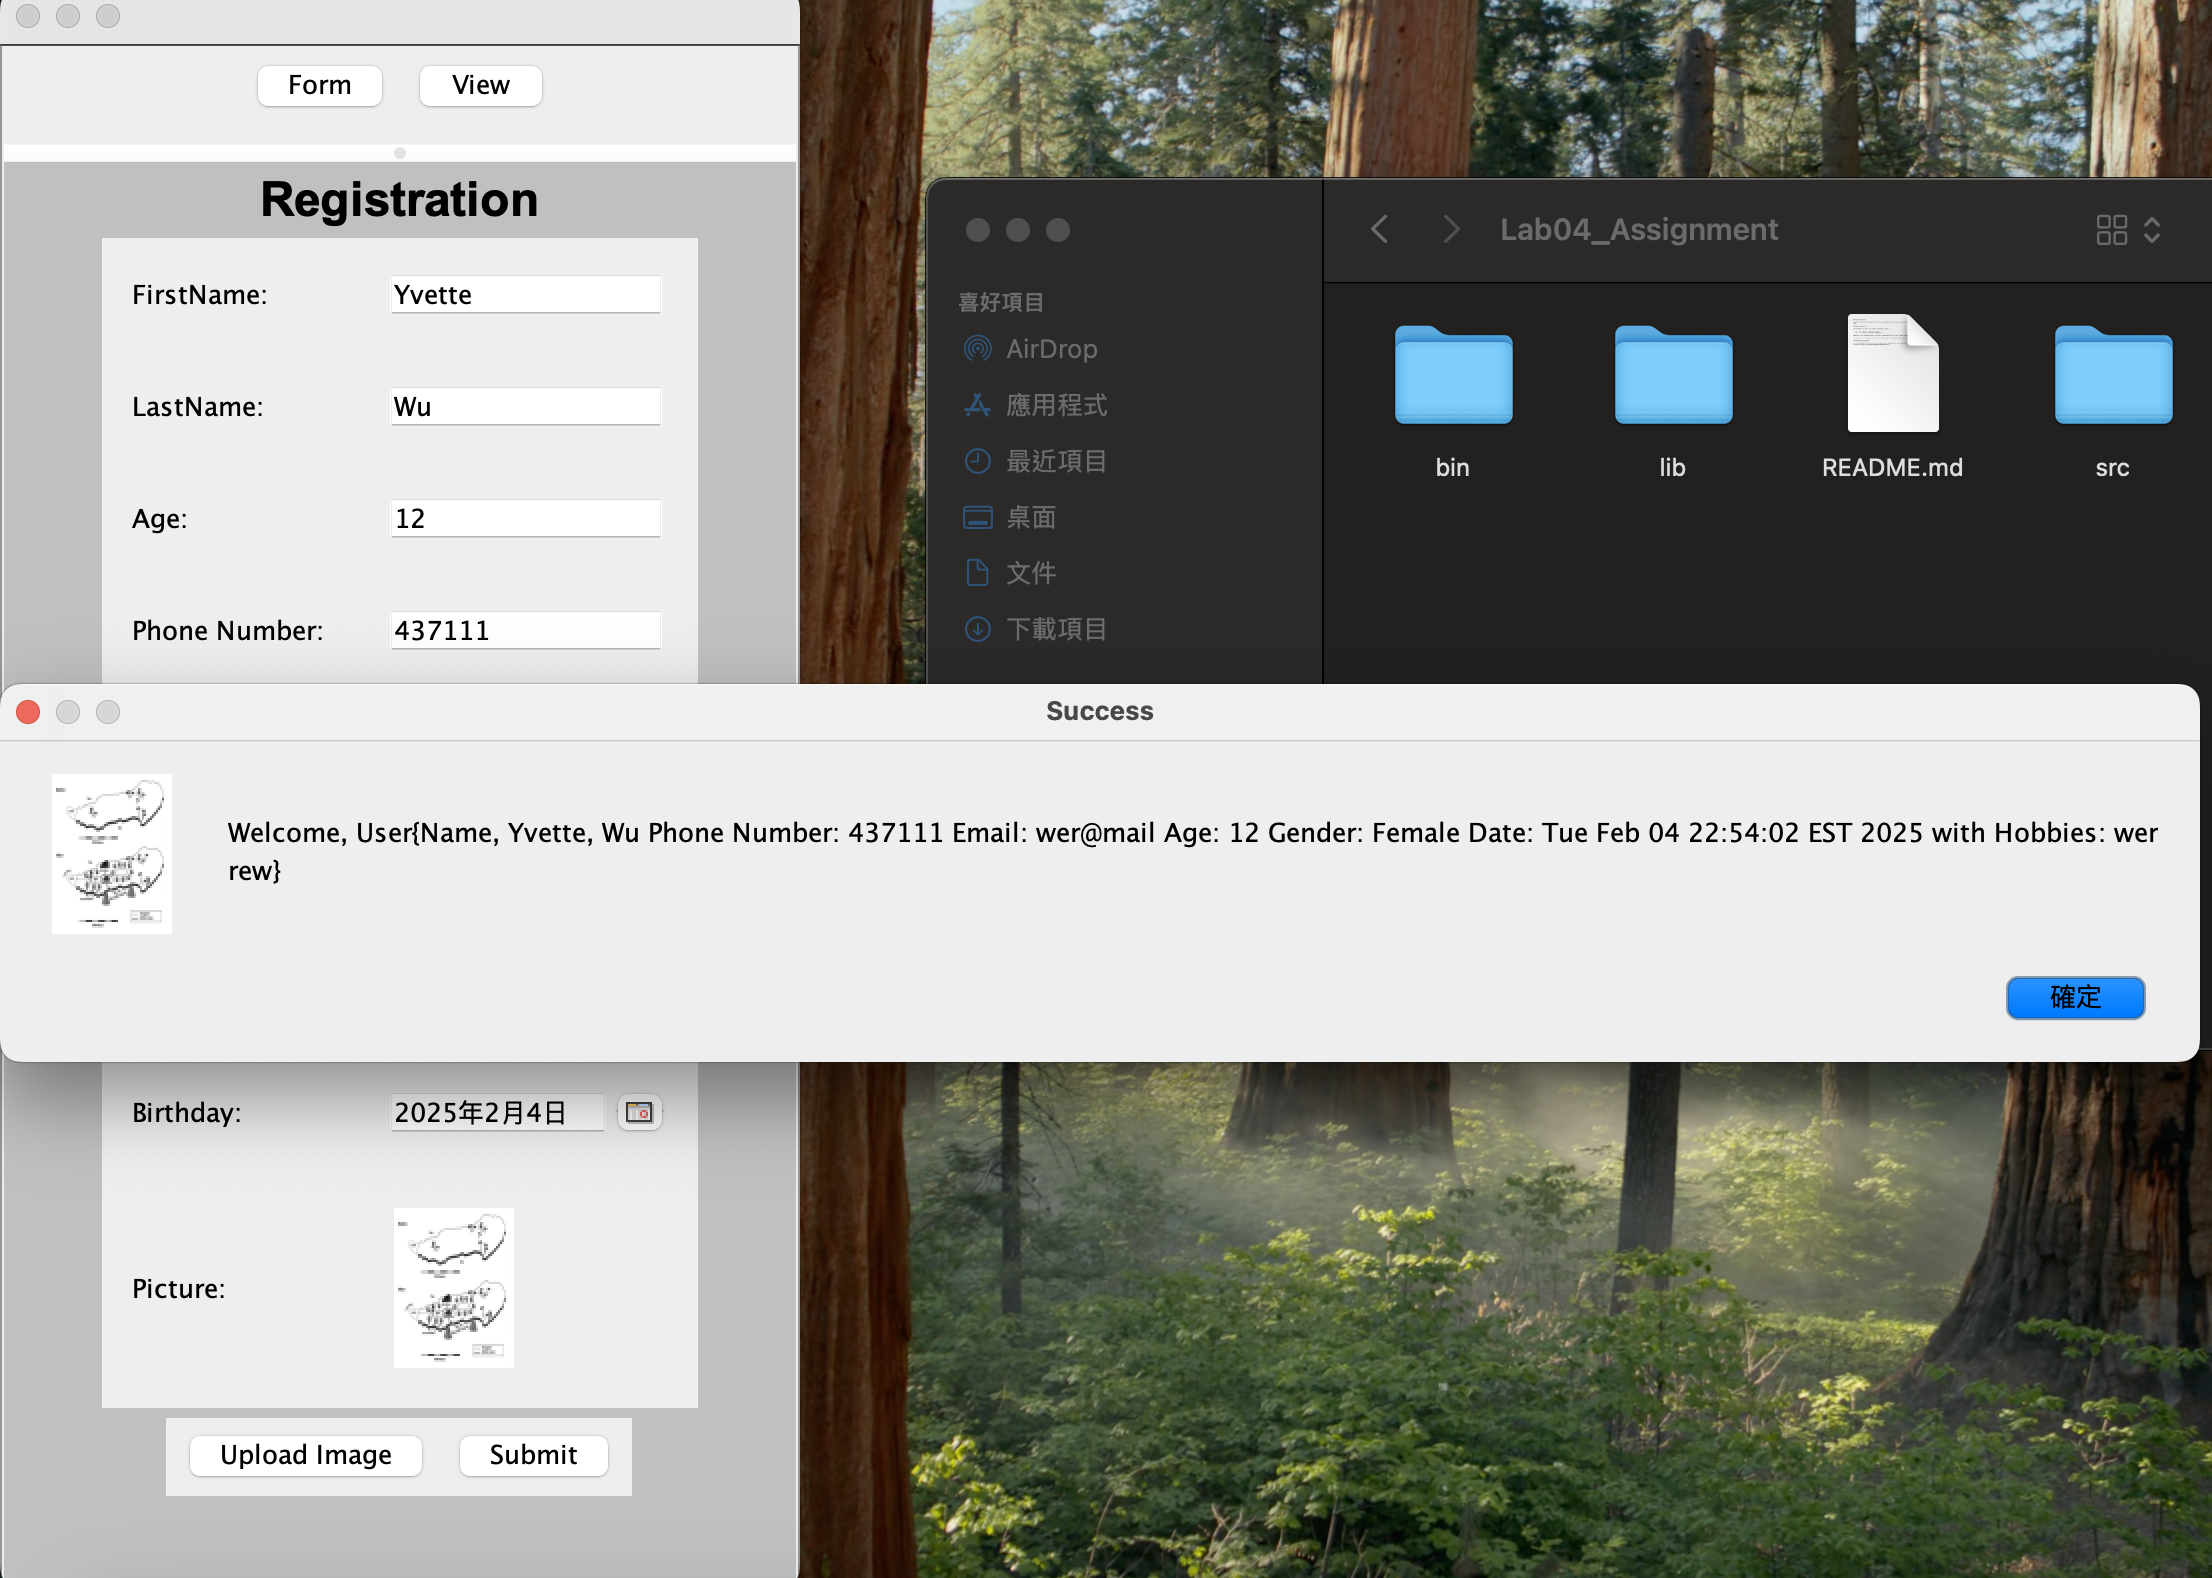 Form
View
Registration
FirstName:
Yvette
LastName:
Wu
Age:
12
Phone Number:
437111
Lab04_Assignment
喜好項目
AirDrop
應用程式
最近項目
桌面
文件
下載項目
bin
lib
README.md
src
Success
Welcome, User{Name, Yvette, Wu Phone Number: 437111 Email: wer@mail Age: 12 Gender: Female Date: Tue Feb 04 22:54:02 EST 2025 with Hobbies: wer
rew}
確定
Birthday:
2025年2月4日
Picture:
Upload Image
Submit